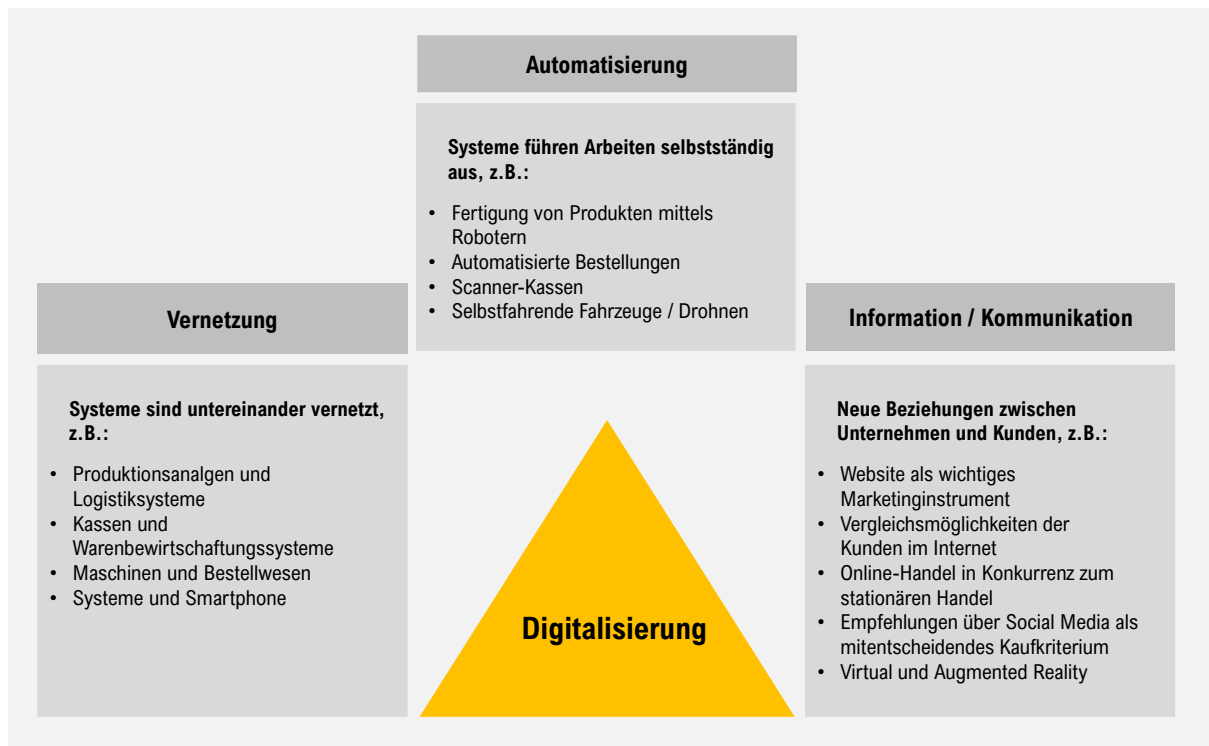 Automatisierung
Systeme führen Arbeiten selbstständig
aus, z.B.:
• Fertigung von Produkten mittels
Robotern
• Automatisierte Bestellungen
• Scanner-Kassen
• Selbstfahrende Fahrzeuge / Drohnen
Vernetzung
Systeme sind untereinander vernetzt,
z.B.:
• Produktionsanalgen und
Logistiksysteme
• Kassen und
Warenbewirtschaftungssysteme
• Maschinen und Bestellwesen
• Systeme und Smartphone
Information / Kommunikation
Neue Beziehungen zwischen
Unternehmen und Kunden, z.B.:
• Website als wichtiges
Marketinginstrument
• Vergleichsmöglichkeiten der
Kunden im Internet
• Online-Handel in Konkurrenz zum
stationären Handel
• Empfehlungen über Social Media als
mitentscheidendes Kaufkriterium
• Virtual und Augmented Reality
Digitalisierung